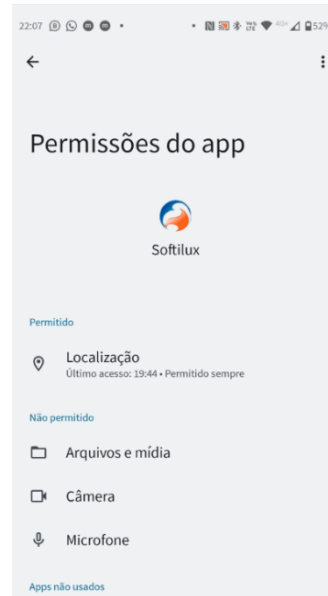 22:07 52%
Permissões do app
Softilux
Permitido
Localização
Último acesso: 19:44 • Permitido sempre
Não permitido
Arquivos e mídia
Câmera
Microfone
Apps não usados